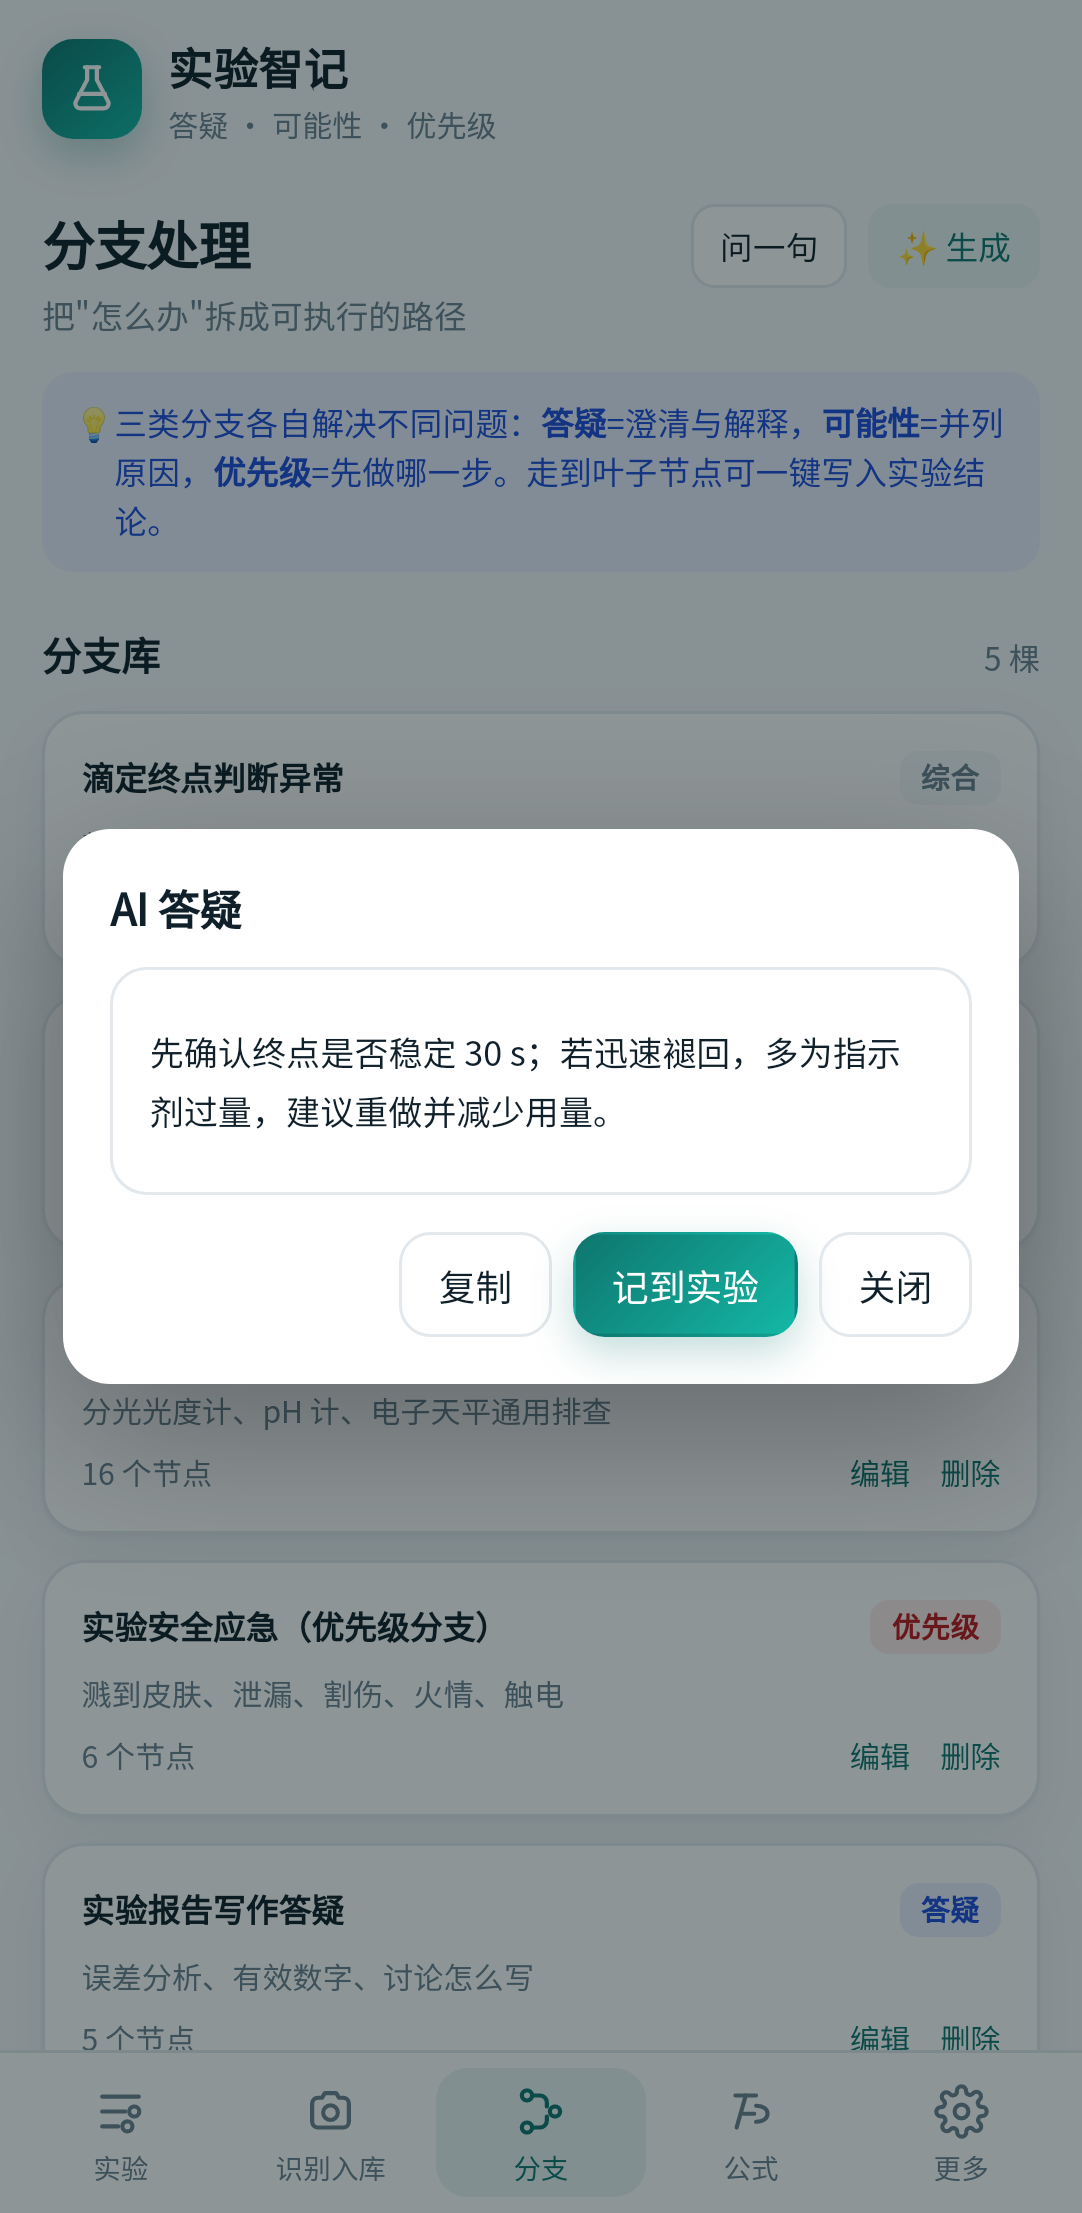 实验智记
答疑 · 可能性 · 优先级
分支处理
问一句
✨ 生成
把"怎么办"拆成可执行的路径
💡 三类分支各自解决不同问题：答疑=澄清与解释，可能性=并列
原因，优先级=先做哪一步。走到叶子节点可一键写入实验结
论。
分支库
5 棵
滴定终点判断异常
综合
AI 答疑
先确认终点是否稳定 30 s；若迅速褪回，多为指示
剂过量，建议重做并减少用量。
复制
记到实验
关闭
分光光度计、pH 计、电子天平通用排查
16 个节点
编辑
删除
实验安全应急（优先级分支）
优先级
溅到皮肤、泄漏、割伤、火情、触电
6 个节点
编辑
删除
实验报告写作答疑
答疑
误差分析、有效数字、讨论怎么写
5 个节点
编辑
删除
实验
识别入库
分支
公式
更多